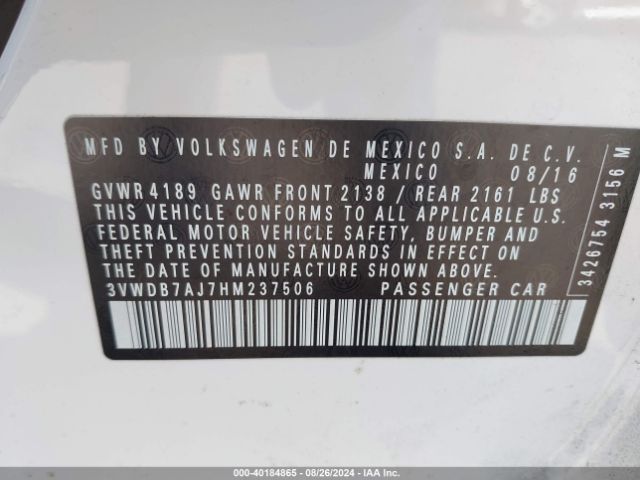 MFD BY VOLKSWAGEN DE MEXICO S.A. DE C.V.
MEXICO 08/16
GVWR 4189 GAWR FRONT 2138 / REAR 2161 LBS
THIS VEHICLE CONFORMS TO ALL APPLICABLE U.S.
FEDERAL MOTOR VEHICLE SAFETY, BUMPER AND
THEFT PREVENTION STANDARDS IN EFFECT ON
THE DATE OF MANUFACTURE SHOWN ABOVE.
3VWDB7AJ7HM237506 PASSENGER CAR
3426754 3156 M
000-40184865 - 08/26/2024 - IAA Inc.